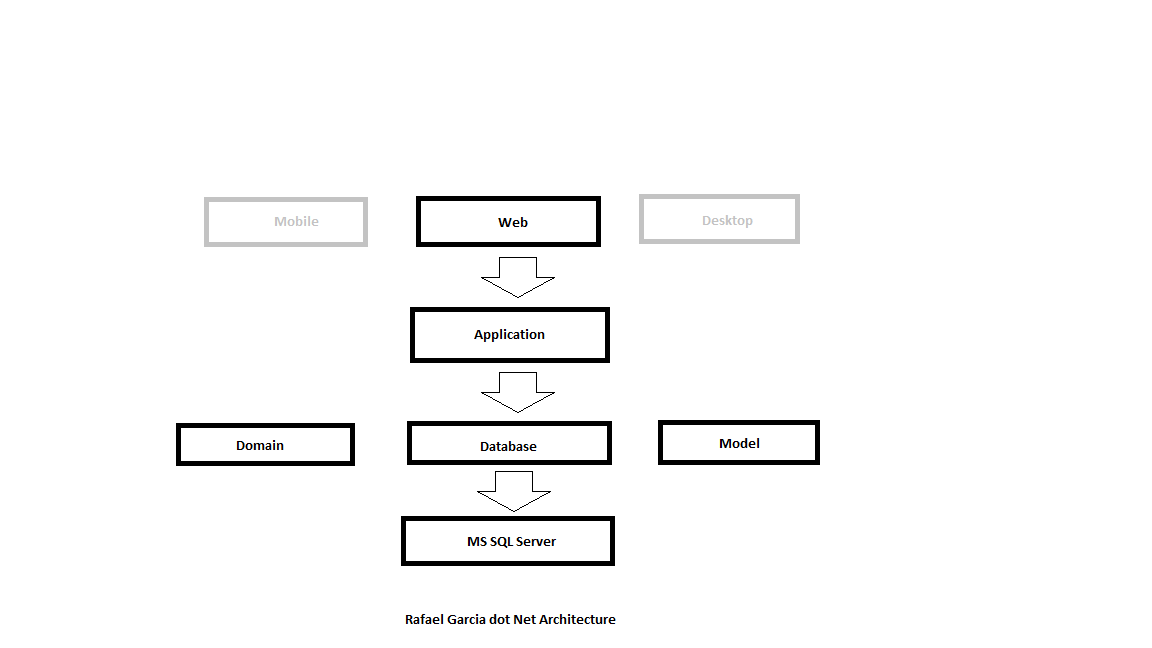 Mobile
Web
Desktop
Application
Domain
Database
Model
MS SQL Server
Rafael Garcia dot Net Architecture